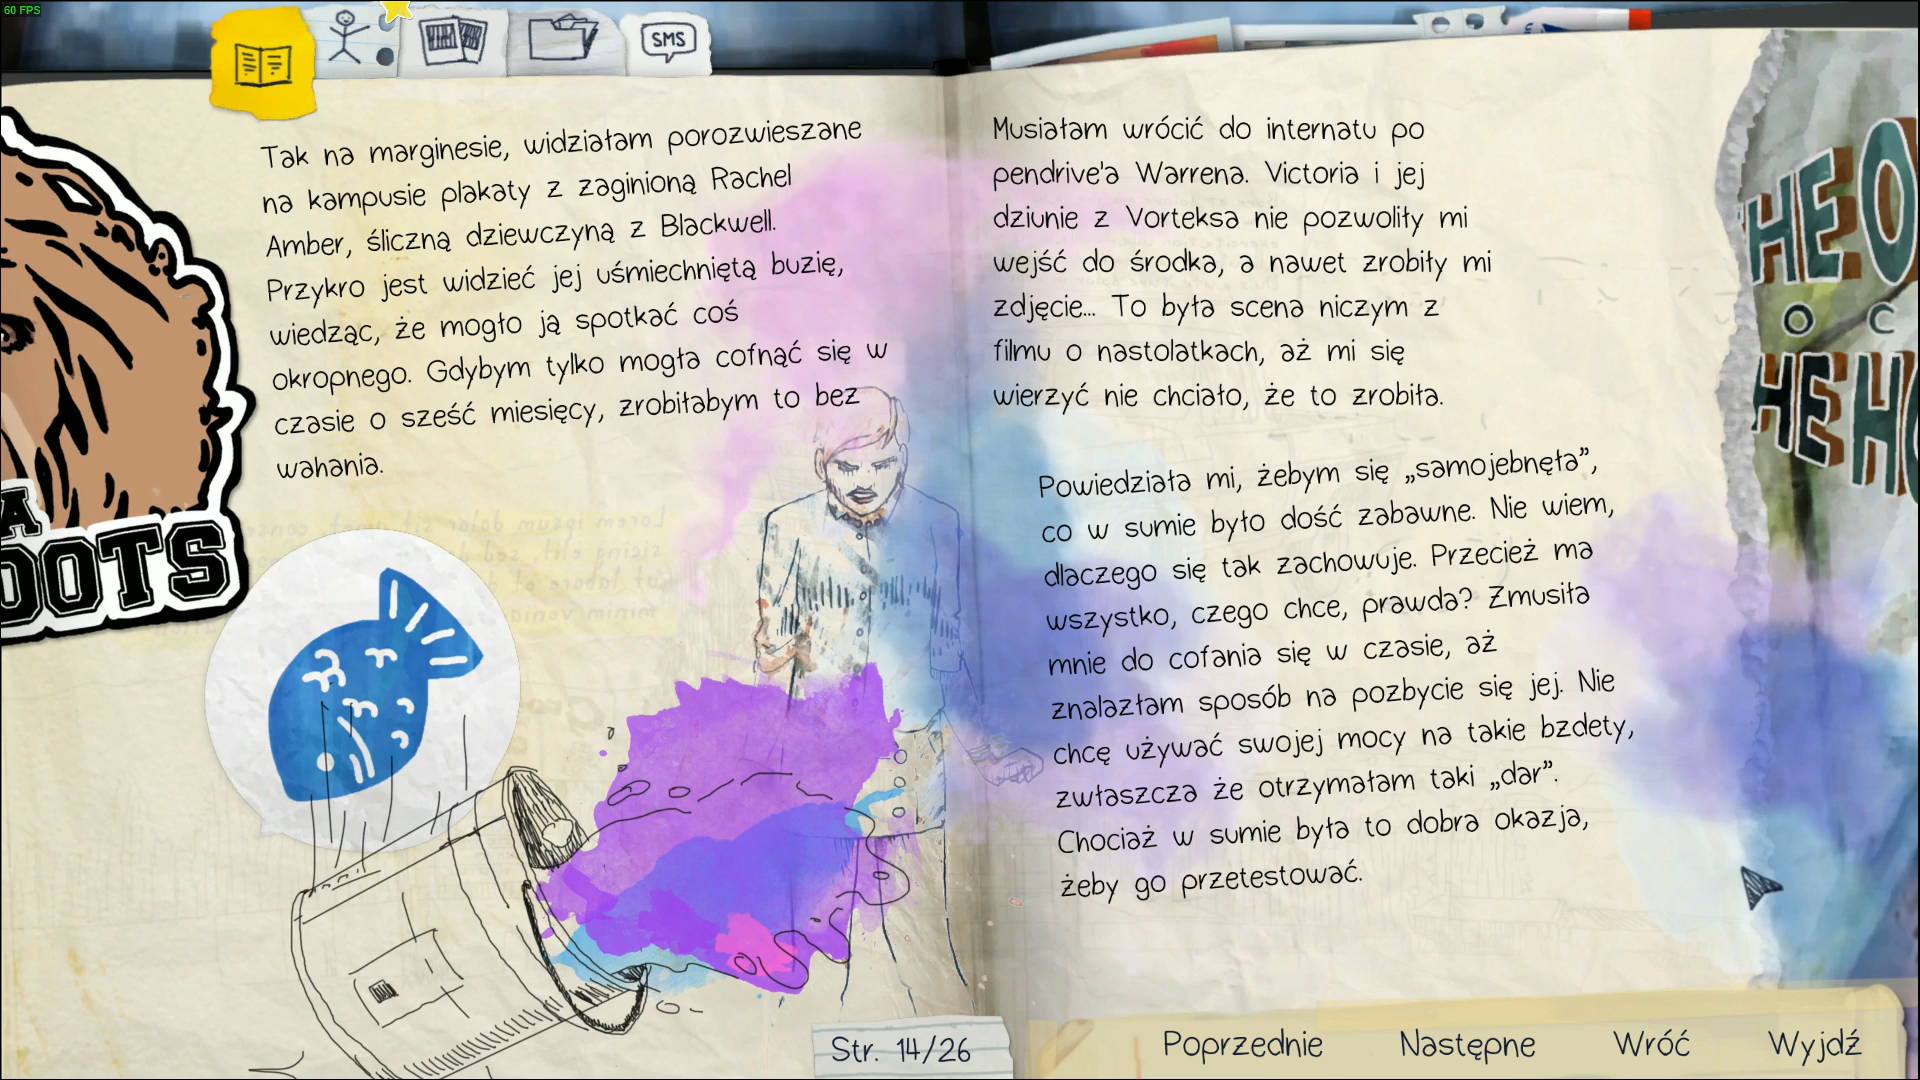 60 FPS
SMS
Tak na marginesie, widziałam porozwieszane
na kampusie plakaty z zaginioną Rachel
Amber, śliczną dziewczyną z Blackwell.
Przykro jest widzieć jej uśmiechniętą buzię,
wiedząc, że mogło ją spotkać coś
okropnego. Gdybym tylko mogła cofnąć się w
czasie o sześć miesięcy, zrobiłabym to bez
wahania.
OOTS
Musiałam wrócić do internatu po
pendrive'a Warrena. Victoria i jej
dziunie z Vorteksa nie pozwoliły mi
wejść do środka, a nawet zrobiły mi
zdjęcie... To była scena niczym z
filmu o nastolatkach, aż mi się
wierzyć nie chciało, że to zrobiła.
Powiedziała mi, żebym się „samojebnęła”,
co w sumie było dość zabawne. Nie wiem,
dlaczego się tak zachowuje. Przecież ma
wszystko, czego chce, prawda? Zmusiła
mnie do cofania się w czasie, aż
znalazłam sposób na pozbycie się jej. Nie
chcę używać swojej mocy na takie bzdety,
zwłaszcza że otrzymałam taki „dar”.
Chociaż w sumie była to dobra okazja,
żeby go przetestować.
HEO
O C
HEH
Str. 14/26
Poprzednie
Następne
Wróć
Wyjdź